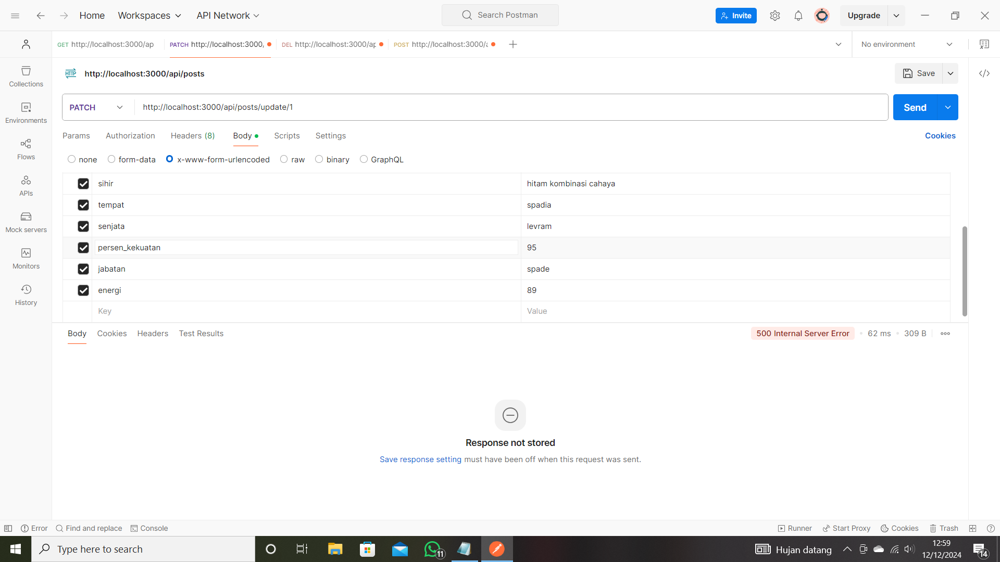 Home Workspaces API Network Search Postman Invite Upgrade
GET http://localhost:3000/ap PATCH http://localhost:3000, DEL http://localhost:3000/ap POST http://localhost:3000/a No environment
HTTP http://localhost:3000/api/posts Save
PATCH http://localhost:3000/api/posts/update/1 Send
Params Authorization Headers (8) Body Scripts Settings Cookies
none form-data x-www-form-urlencoded raw binary GraphQL
sihir hitam kombinasi cahaya
tempat spadia
senjata levram
persen_kekuatan 95
jabatan spade
energi 89
Key Value
Collections
Environments
Flows
APIs
Mock servers
Monitors
History
Body Cookies Headers Test Results 500 Internal Server Error 62 ms 309 B
Response not stored
Save response setting must have been off when this request was sent.
Error Find and replace Console Runner Start Proxy Cookies Trash
Type here to search 11 Hujan datang 12:59
12/12/2024 14